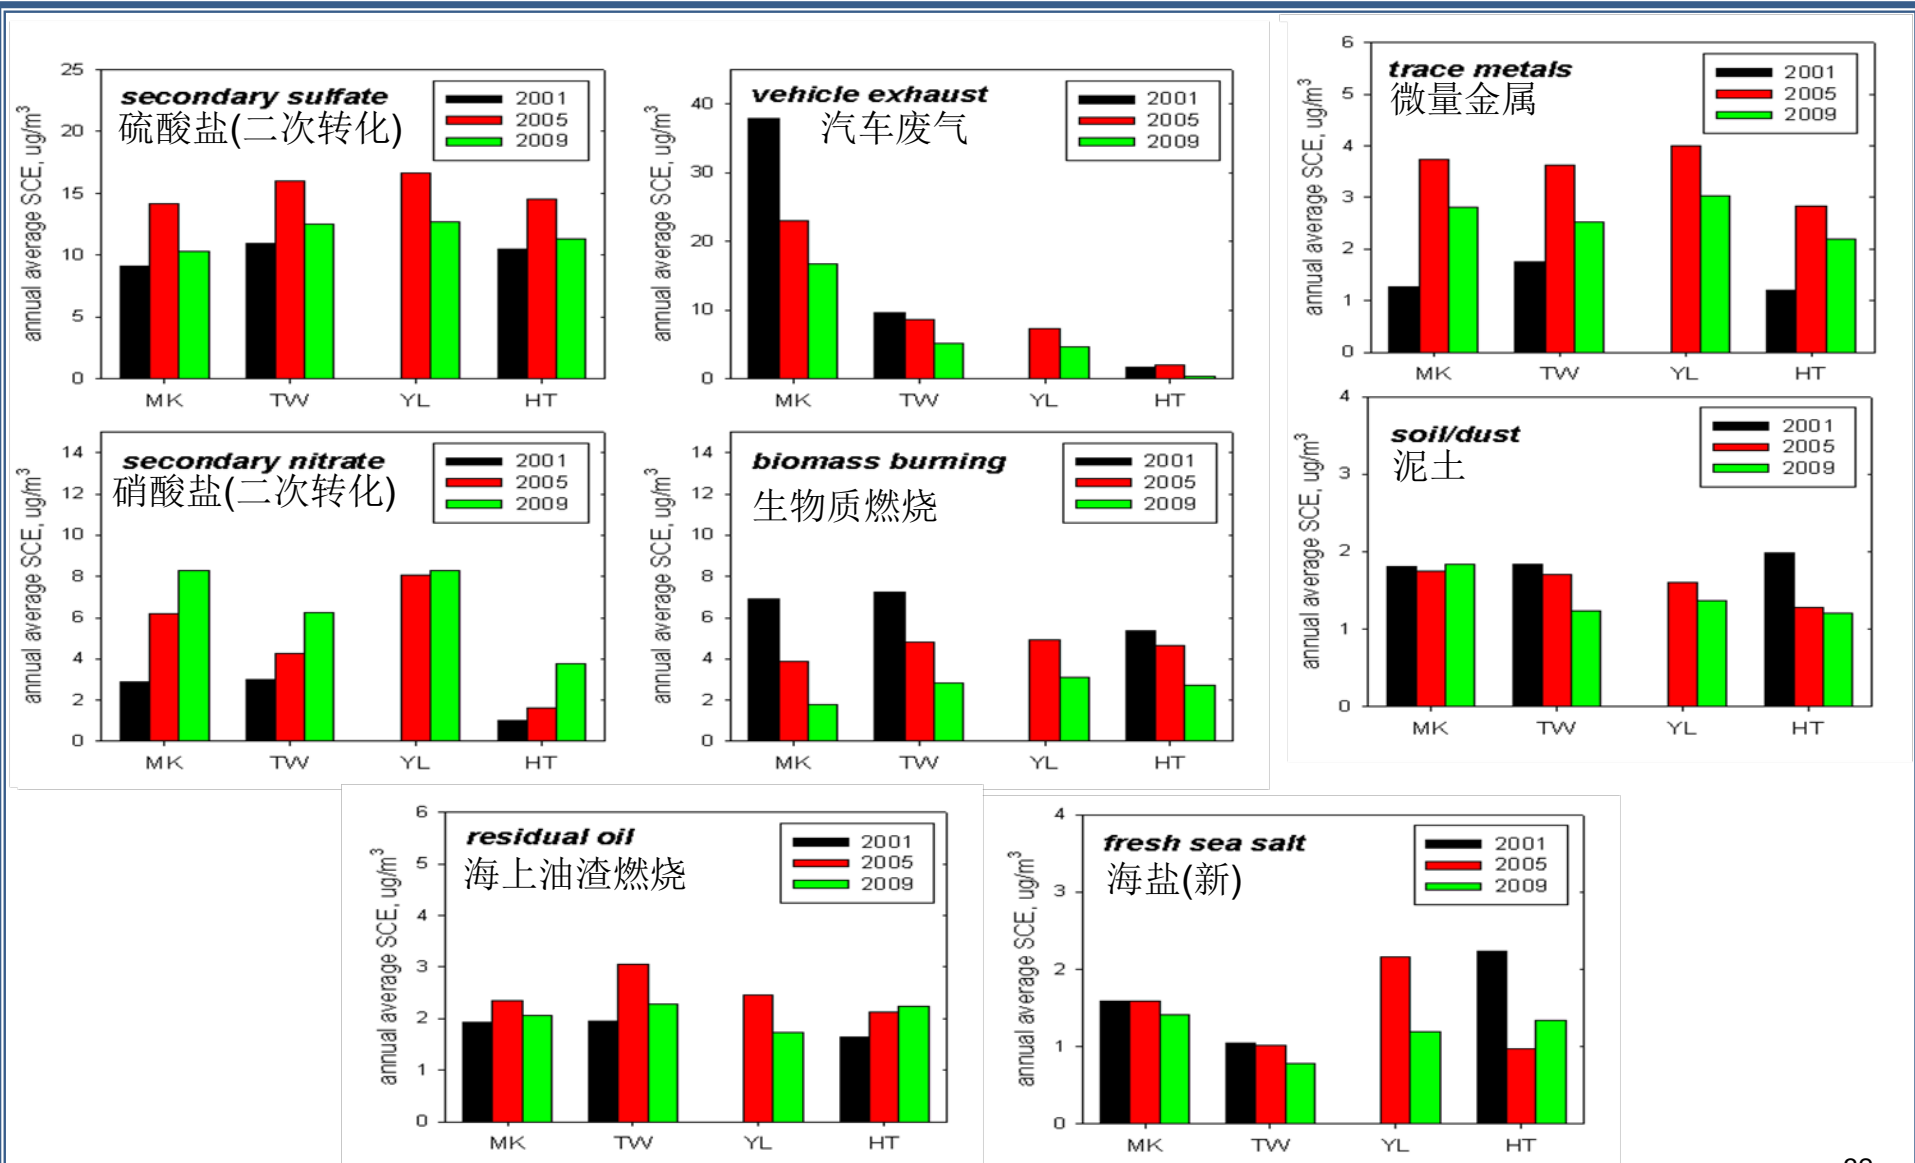 secondary sulfate
硫酸盐(二次转化)
2001
2005
2009
annual average SCE, ug/m³
25
20
15
10
5
0
MK TW YL HT
vehicle exhaust
汽车废气
2001
2005
2009
annual average SCE, ug/m³
40
30
20
10
0
MK TW YL HT
trace metals
微量金属
2001
2005
2009
annual average SCE, ug/m³
6
5
4
3
2
1
0
MK TW YL HT
secondary nitrate
硝酸盐(二次转化)
2001
2005
2009
annual average SCE, ug/m³
14
12
10
8
6
4
2
0
MK TW YL HT
biomass burning
生物质燃烧
2001
2005
2009
annual average SCE, ug/m³
14
12
10
8
6
4
2
0
MK TW YL HT
soil/dust
泥土
2001
2005
2009
annual average SCE, ug/m³
4
3
2
1
0
MK TW YL HT
residual oil
海上油渣燃烧
2001
2005
2009
annual average SCE, ug/m³
6
5
4
3
2
1
0
MK TW YL HT
fresh sea salt
海盐(新)
2001
2005
2009
annual average SCE, ug/m³
4
3
2
1
0
MK TW YL HT